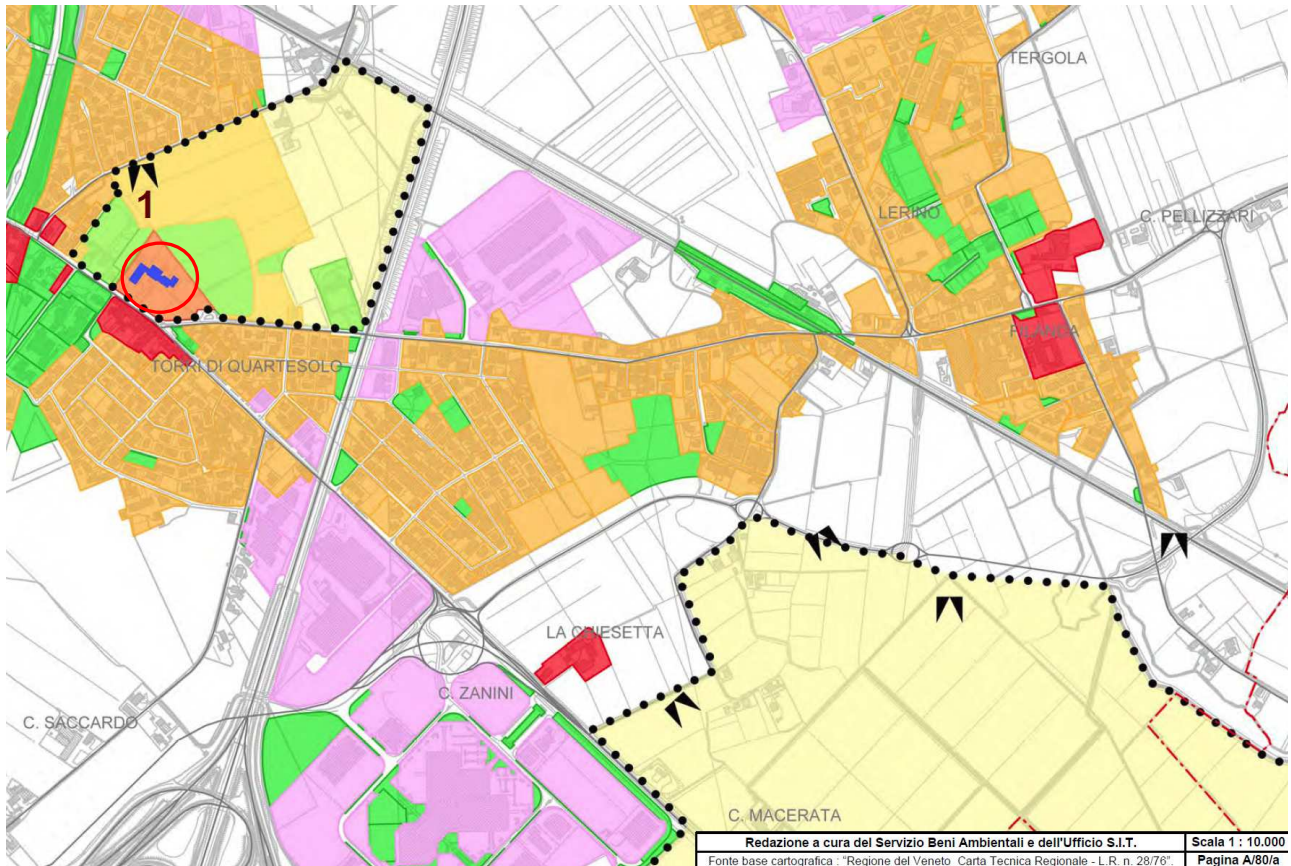 TERGOLA
1
LERINO
C. PELLIZZARI
FILANDA
TORRI DI QUARTESOLO
LA CHIESETTA
C. ZANINI
C. SACCARDO
C. MACERATA
Redazione a cura del Servizio Beni Ambientali e dell'Ufficio S.I.T.
Scala 1 : 10.000
Fonte base cartografica : "Regione del Veneto Carta Tecnica Regionale - L.R. n. 28/76".
Pagina A/80/a